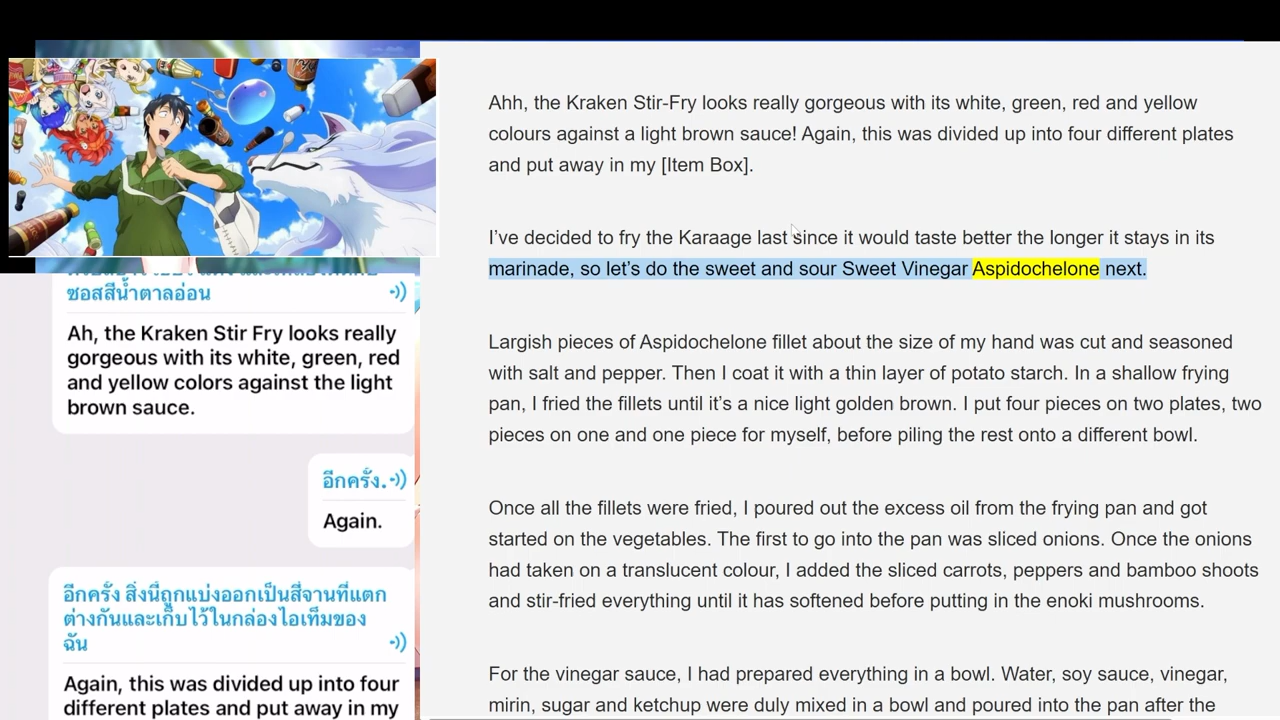 Ahh, the Kraken Stir-Fry looks really gorgeous with its white, green, red and yellow
colours against a light brown sauce! Again, this was divided up into four different plates
and put away in my [Item Box].
I’ve decided to fry the Karaage last since it would taste better the longer it stays in its
marinade, so let’s do the sweet and sour Sweet Vinegar Aspidochelone next.
Largish pieces of Aspidochelone fillet about the size of my hand was cut and seasoned
with salt and pepper. Then I coat it with a thin layer of potato starch. In a shallow frying
pan, I fried the fillets until it’s a nice light golden brown. I put four pieces on two plates, two
pieces on one and one piece for myself, before piling the rest onto a different bowl.
Once all the fillets were fried, I poured out the excess oil from the frying pan and got
started on the vegetables. The first to go into the pan was sliced onions. Once the onions
had taken on a translucent colour, I added the sliced carrots, peppers and bamboo shoots
and stir-fried everything until it has softened before putting in the enoki mushrooms.
For the vinegar sauce, I had prepared everything in a bowl. Water, soy sauce, vinegar,
mirin, sugar and ketchup were duly mixed in a bowl and poured into the pan after the
ซอสสีน้ำตาลอ่อน
Ah, the Kraken Stir Fry looks really
gorgeous with its white, green, red
and yellow colors against the light
brown sauce.
อีกครั้ง.
Again.
อีกครั้ง สิ่งนี้ถูกแบ่งออกเป็นสี่จานที่แตก
ต่างกันและเก็บไว้ในกล่องไอเท็มของ
ฉัน
Again, this was divided up into four
different plates and put away in my